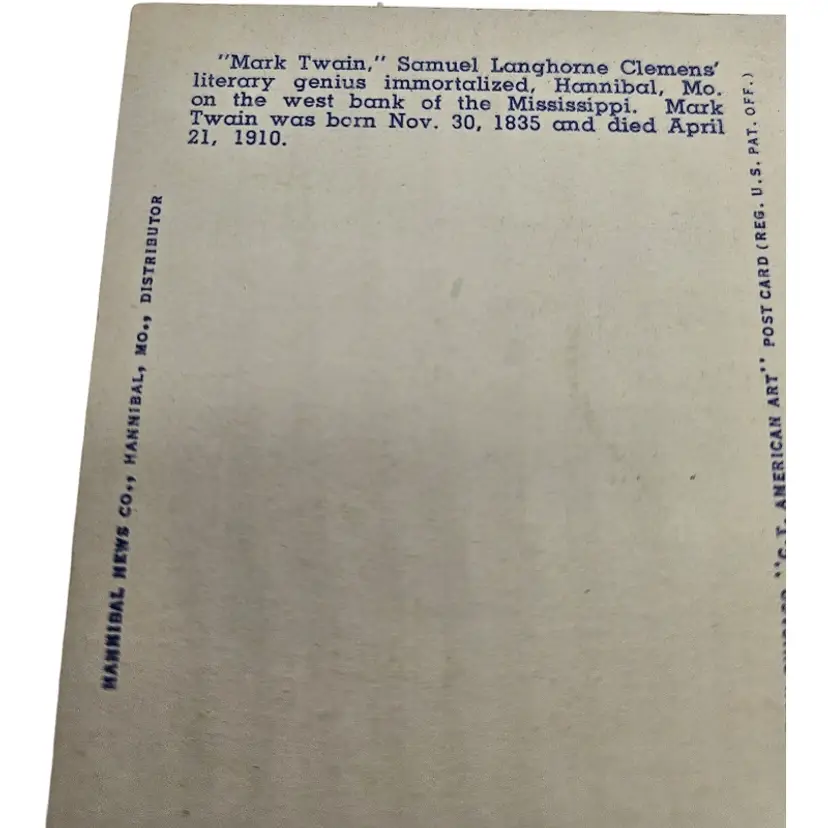 "Mark Twain," Samuel Langhorne Clemens'
literary genius immortalized, Hannibal, Mo.
on the west bank of the Mississippi. Mark
Twain was born Nov. 30, 1835 and died April
21, 1910.
HANNIBAL NEWS CO., HANNIBAL, MO., DISTRIBUTOR
"C.T. AMERICAN ART" POST CARD (REG. U.S. PAT. OFF.)